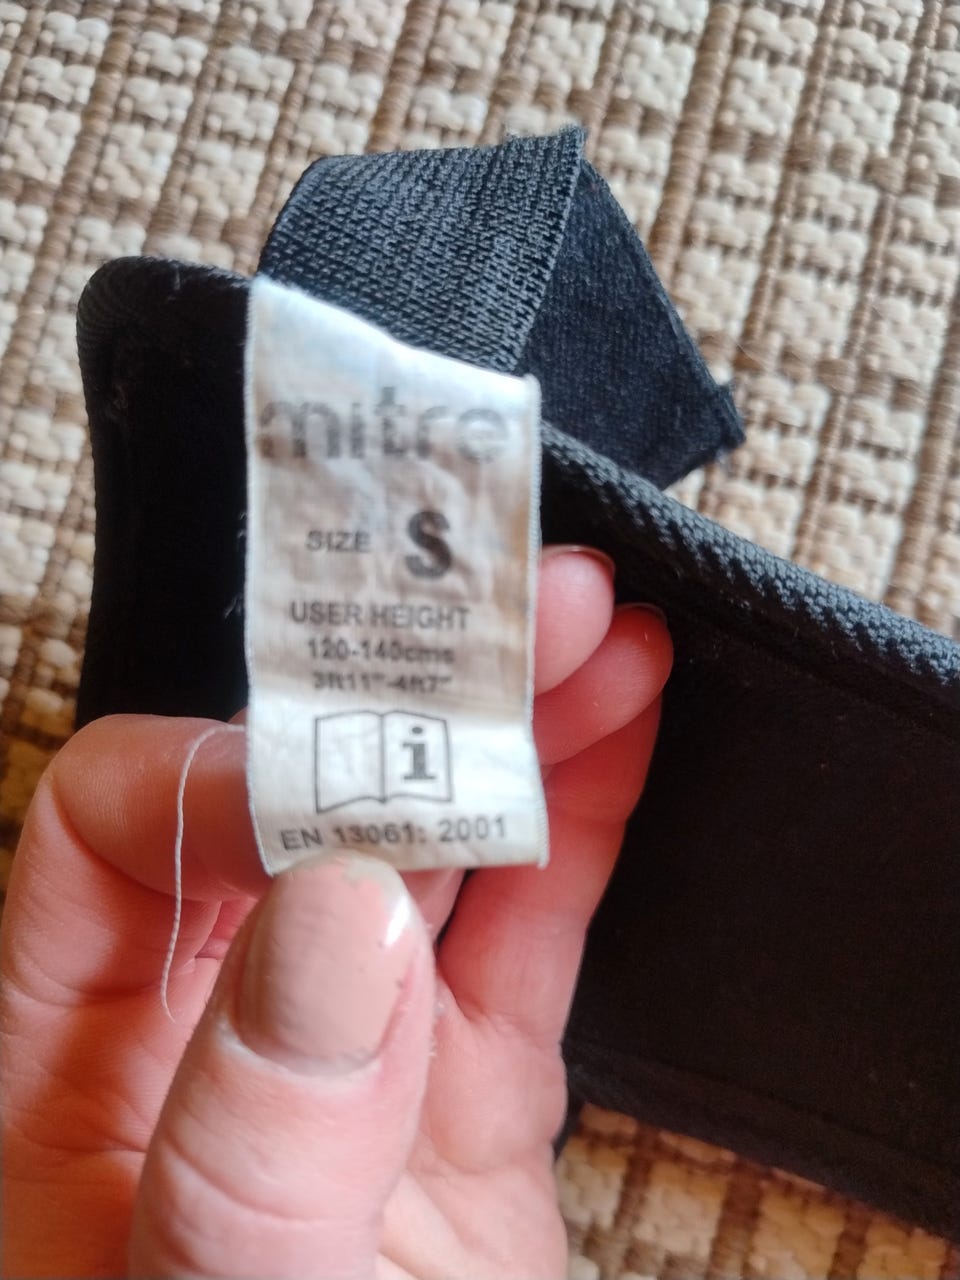 mitre
SIZE S
USER HEIGHT
120-140cms
3ft11"-4ft7"
i
EN 13061: 2001